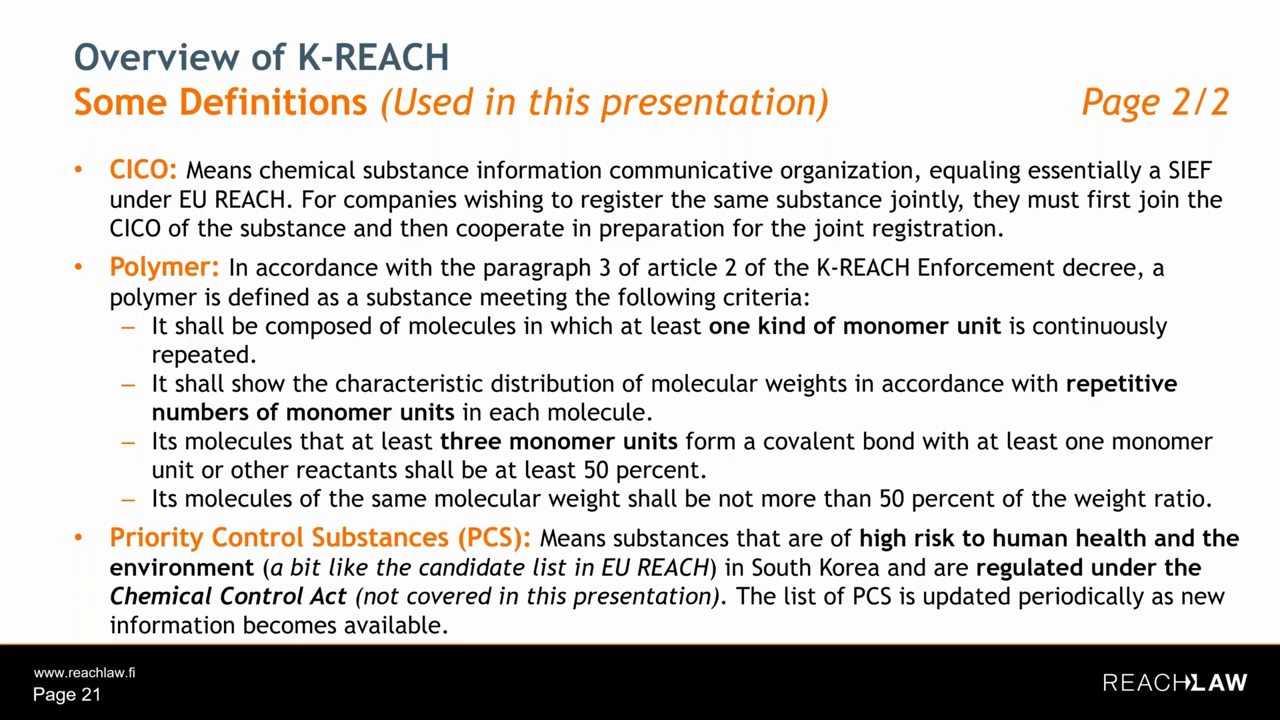 Overview of K-REACH
Some Definitions (Used in this presentation) Page 2/2
• CICO: Means chemical substance information communicative organization, equaling essentially a SIEF
under EU REACH. For companies wishing to register the same substance jointly, they must first join the
CICO of the substance and then cooperate in preparation for the joint registration.
• Polymer: In accordance with the paragraph 3 of article 2 of the K-REACH Enforcement decree, a
polymer is defined as a substance meeting the following criteria:
– It shall be composed of molecules in which at least one kind of monomer unit is continuously
repeated.
– It shall show the characteristic distribution of molecular weights in accordance with repetitive
numbers of monomer units in each molecule.
– Its molecules that at least three monomer units form a covalent bond with at least one monomer
unit or other reactants shall be at least 50 percent.
– Its molecules of the same molecular weight shall be not more than 50 percent of the weight ratio.
• Priority Control Substances (PCS): Means substances that are of high risk to human health and the
environment (a bit like the candidate list in EU REACH) in South Korea and are regulated under the
Chemical Control Act (not covered in this presentation). The list of PCS is updated periodically as new
information becomes available.
www.reachlaw.fi
Page 21
REACHLAW